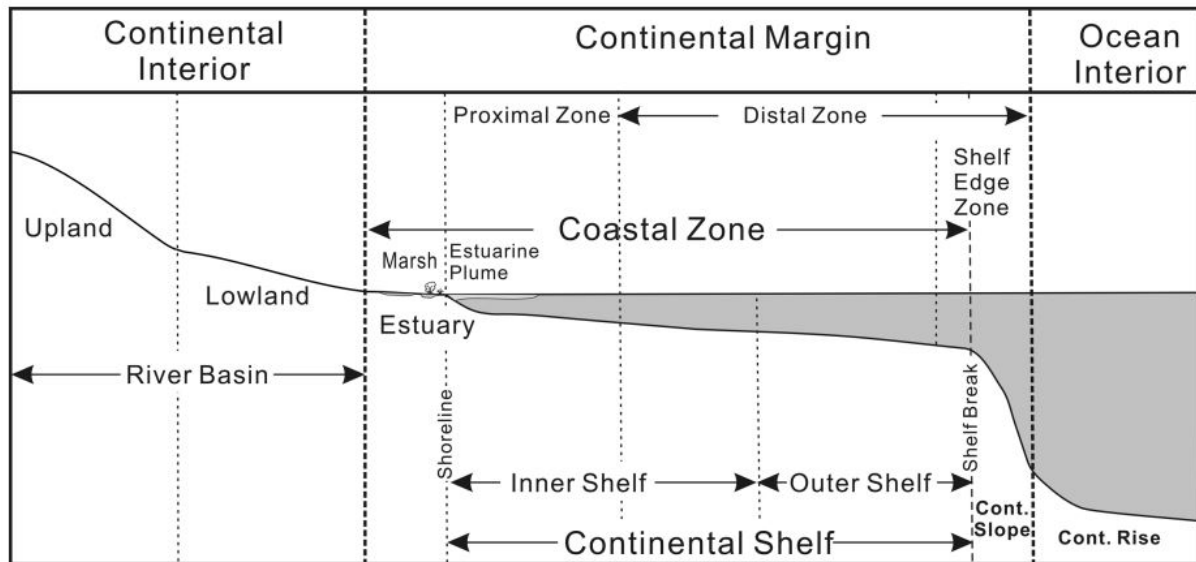 Continental
Interior
Continental Margin
Ocean
Interior
Proximal Zone
Distal Zone
Shelf
Edge
Zone
Upland
Coastal Zone
Marsh
Estuarine
Plume
Lowland
Estuary
River Basin
Shoreline
Shelf Break
Inner Shelf
Outer Shelf
Cont.
Slope
Continental Shelf
Cont. Rise